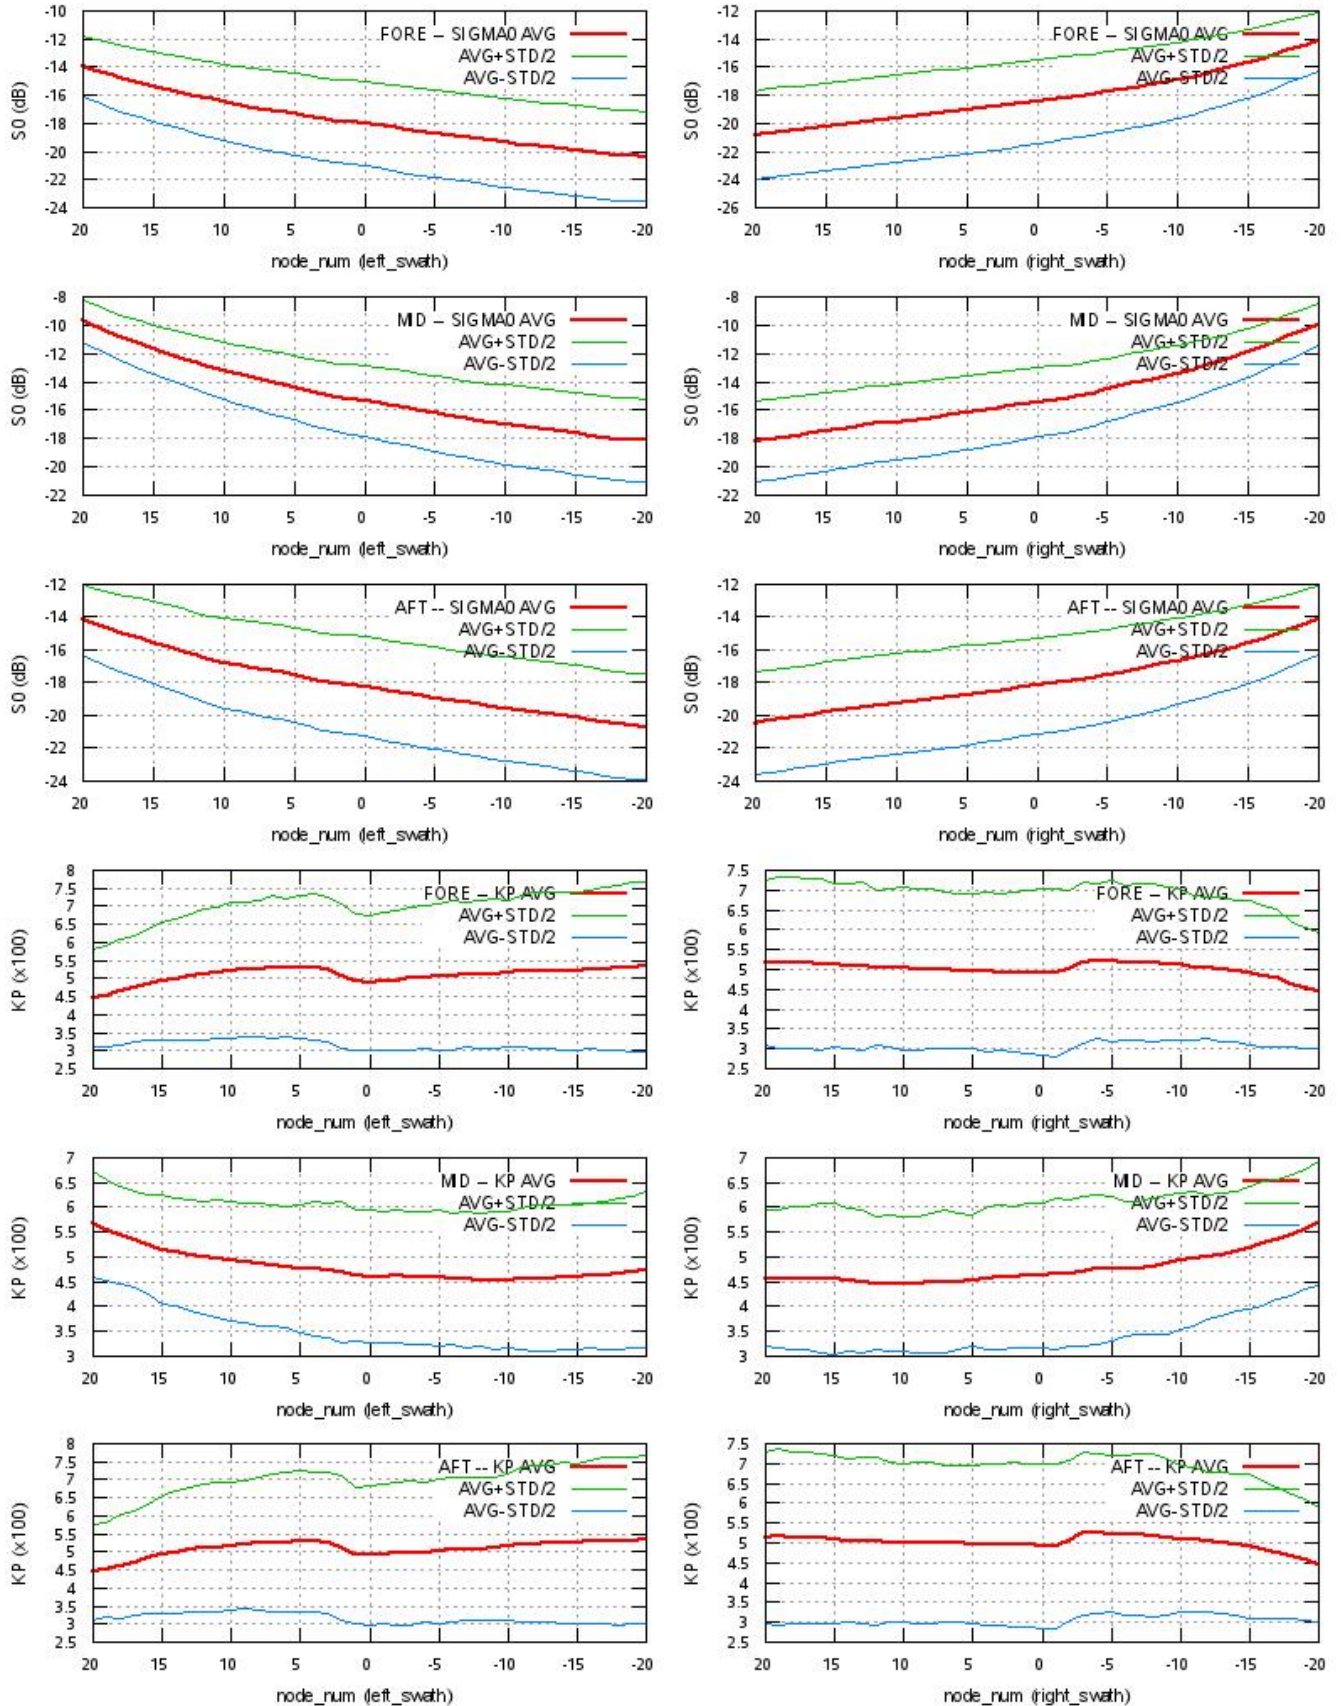 FORE -- SIGMA0 AVG
AVG+STD/2
AVG-STD/2
S0 (dB)
-10
-12
-14
-16
-18
-20
-22
-24
20 15 10 5 0 -5 -10 -15 -20
node_num (left_swath)
FORE -- SIGMA0 AVG
AVG+STD/2
AVG-STD/2
S0 (dB)
-12
-14
-16
-18
-20
-22
-24
-26
20 15 10 5 0 -5 -10 -15 -20
node_num (right_swath)
MID -- SIGMA0 AVG
AVG+STD/2
AVG-STD/2
S0 (dB)
-8
-10
-12
-14
-16
-18
-20
-22
20 15 10 5 0 -5 -10 -15 -20
node_num (left_swath)
MID -- SIGMA0 AVG
AVG+STD/2
AVG-STD/2
S0 (dB)
-8
-10
-12
-14
-16
-18
-20
-22
20 15 10 5 0 -5 -10 -15 -20
node_num (right_swath)
AFT -- SIGMA0 AVG
AVG+STD/2
AVG-STD/2
S0 (dB)
-12
-14
-16
-18
-20
-22
-24
20 15 10 5 0 -5 -10 -15 -20
node_num (left_swath)
AFT -- SIGMA0 AVG
AVG+STD/2
AVG-STD/2
S0 (dB)
-12
-14
-16
-18
-20
-22
-24
20 15 10 5 0 -5 -10 -15 -20
node_num (right_swath)
FORE -- KP AVG
AVG+STD/2
AVG-STD/2
KP (x100)
8
7.5
7
6.5
6
5.5
5
4.5
4
3.5
3
2.5
20 15 10 5 0 -5 -10 -15 -20
node_num (left_swath)
FORE -- KP AVG
AVG+STD/2
AVG-STD/2
KP (x100)
7.5
7
6.5
6
5.5
5
4.5
4
3.5
3
2.5
20 15 10 5 0 -5 -10 -15 -20
node_num (right_swath)
MID -- KP AVG
AVG+STD/2
AVG-STD/2
KP (x100)
7
6.5
6
5.5
5
4.5
4
3.5
3
20 15 10 5 0 -5 -10 -15 -20
node_num (left_swath)
MID -- KP AVG
AVG+STD/2
AVG-STD/2
KP (x100)
7
6.5
6
5.5
5
4.5
4
3.5
3
20 15 10 5 0 -5 -10 -15 -20
node_num (right_swath)
AFT -- KP AVG
AVG+STD/2
AVG-STD/2
KP (x100)
8
7.5
7
6.5
6
5.5
5
4.5
4
3.5
3
2.5
20 15 10 5 0 -5 -10 -15 -20
node_num (left_swath)
AFT -- KP AVG
AVG+STD/2
AVG-STD/2
KP (x100)
7.5
7
6.5
6
5.5
5
4.5
4
3.5
3
2.5
20 15 10 5 0 -5 -10 -15 -20
node_num (right_swath)